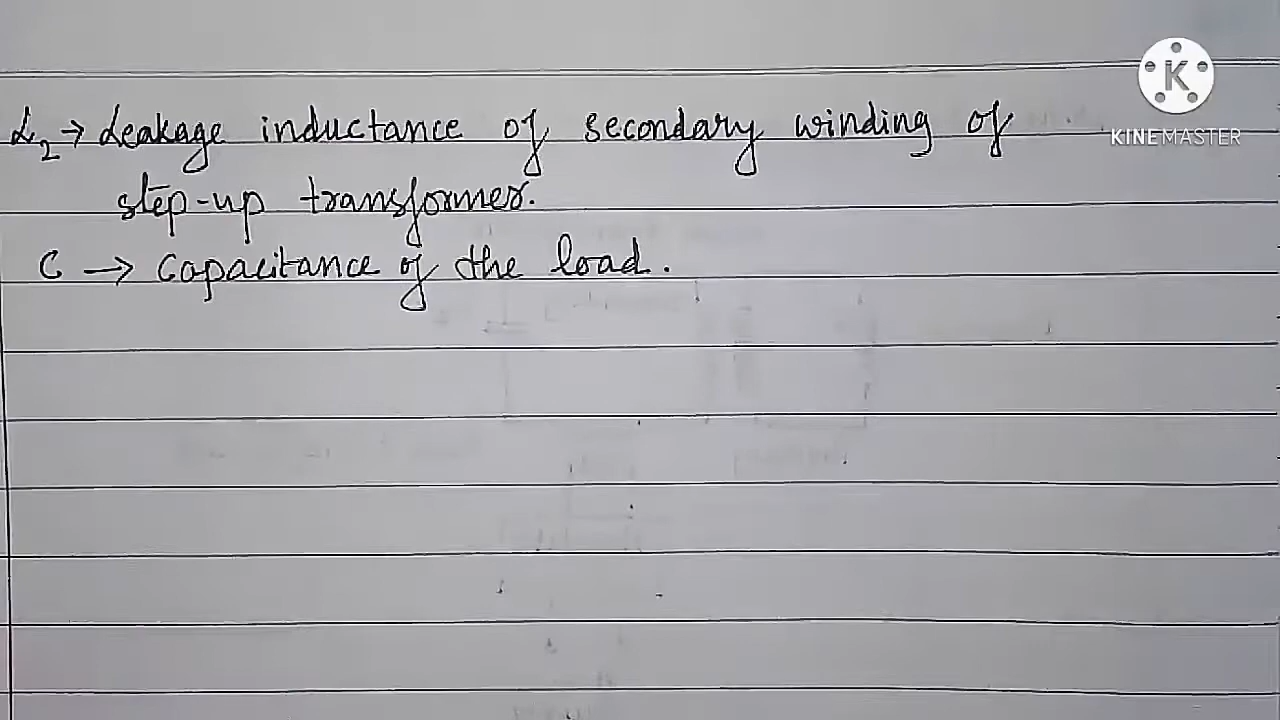 L2 → Leakage inductance of secondary winding of
step-up transformer.
C → Capacitance of the load.
K
KINEMASTER